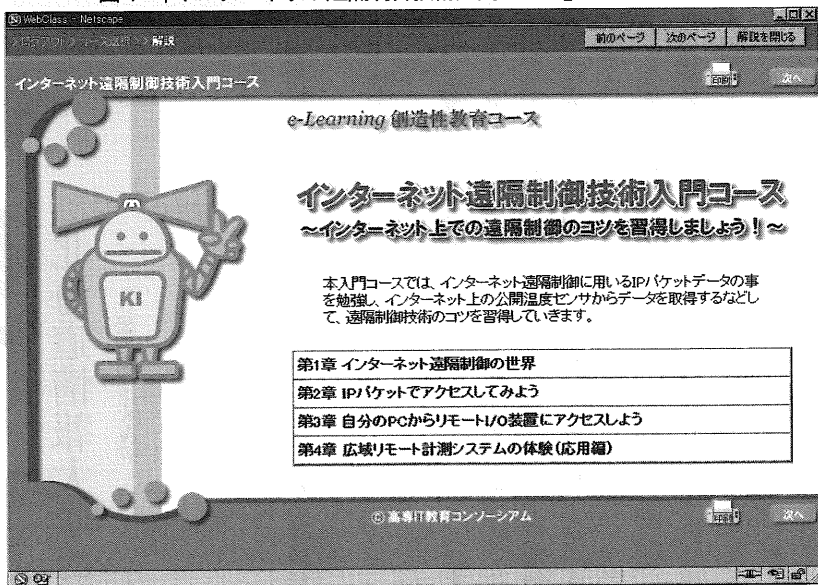 WebClass - Netscape
解説
前のページ 次のページ 解説を閉じる
インターネット遠隔制御技術入門コース
印刷 次へ
e-Learning 創造性教育コース
インターネット遠隔制御技術入門コース
～インターネット上での遠隔制御のコツを習得しましょう！～
KI
本入門コースでは、インターネット遠隔制御に用いるIPパケットデータの事
を勉強し、インターネット上の公開温度センサからデータを取得するなどし
て、遠隔制御技術のコツを習得していきます。
第1章 インターネット遠隔制御の世界
第2章 IPパケットでアクセスしてみよう
第3章 自分のPCからリモートI/O装置にアクセスしよう
第4章 広域リモート計測システムの体験(応用編)
© 高専IT教育コンソーシアム
印刷 次へ